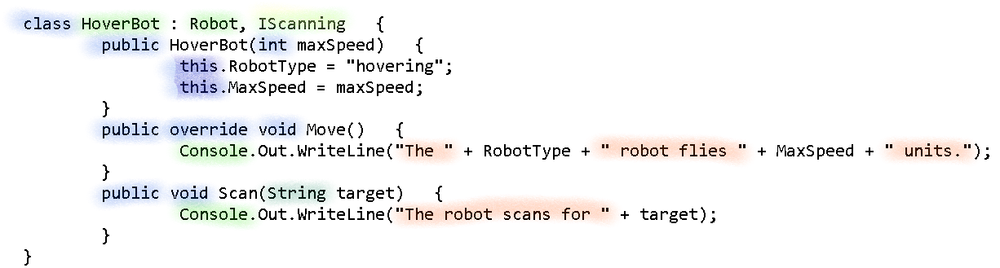 class HoverBot : Robot, IScanning {
public HoverBot(int maxSpeed) {
this.RobotType = "hovering";
this.MaxSpeed = maxSpeed;
}
public override void Move() {
Console.Out.WriteLine("The " + RobotType + " robot flies " + MaxSpeed + " units.");
}
public void Scan(String target) {
Console.Out.WriteLine("The robot scans for " + target);
}
}